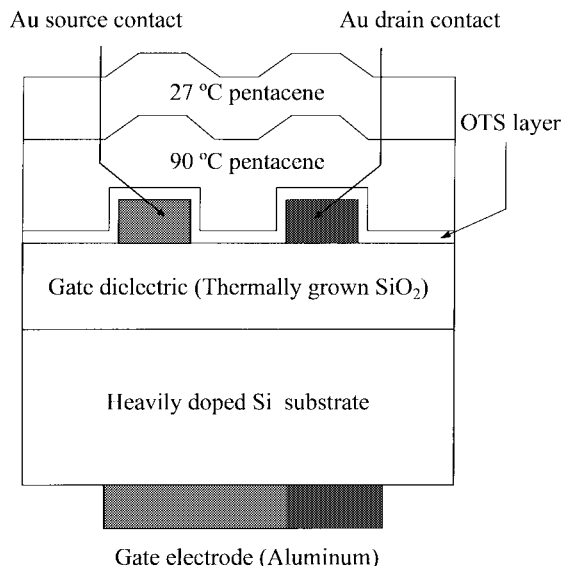 Au source contact
Au drain contact
27 ºC pentacene
OTS layer
90 ºC pentacene
Gate dielectric (Thermally grown SiO₂)
Heavily doped Si substrate
Gate electrode (Aluminum)